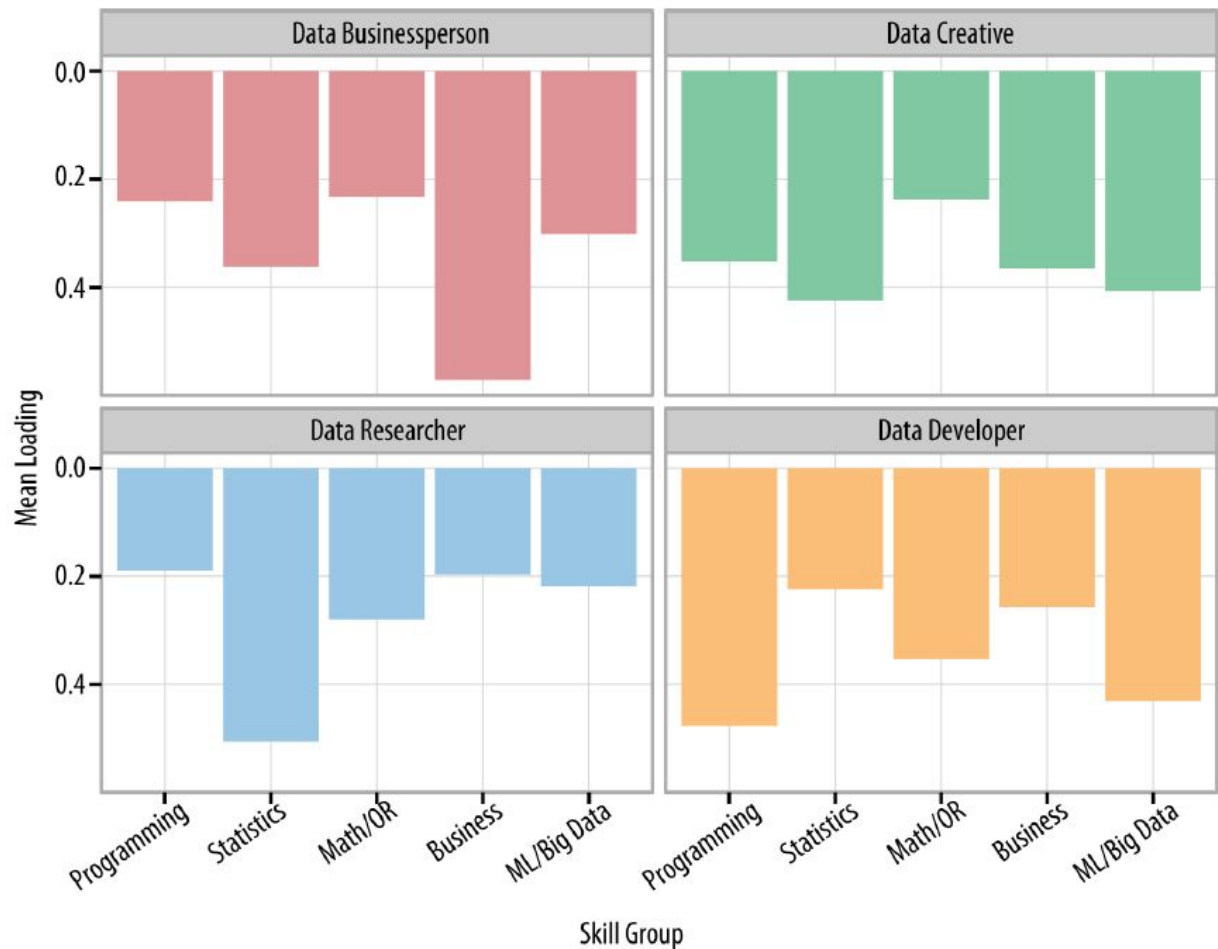 Data Businessperson
Data Creative
0.0
0.2
0.4
Mean Loading
Data Researcher
Data Developer
0.0
0.2
0.4
Programming
Statistics
Math/OR
Business
ML/Big Data
Programming
Statistics
Math/OR
Business
ML/Big Data
Skill Group